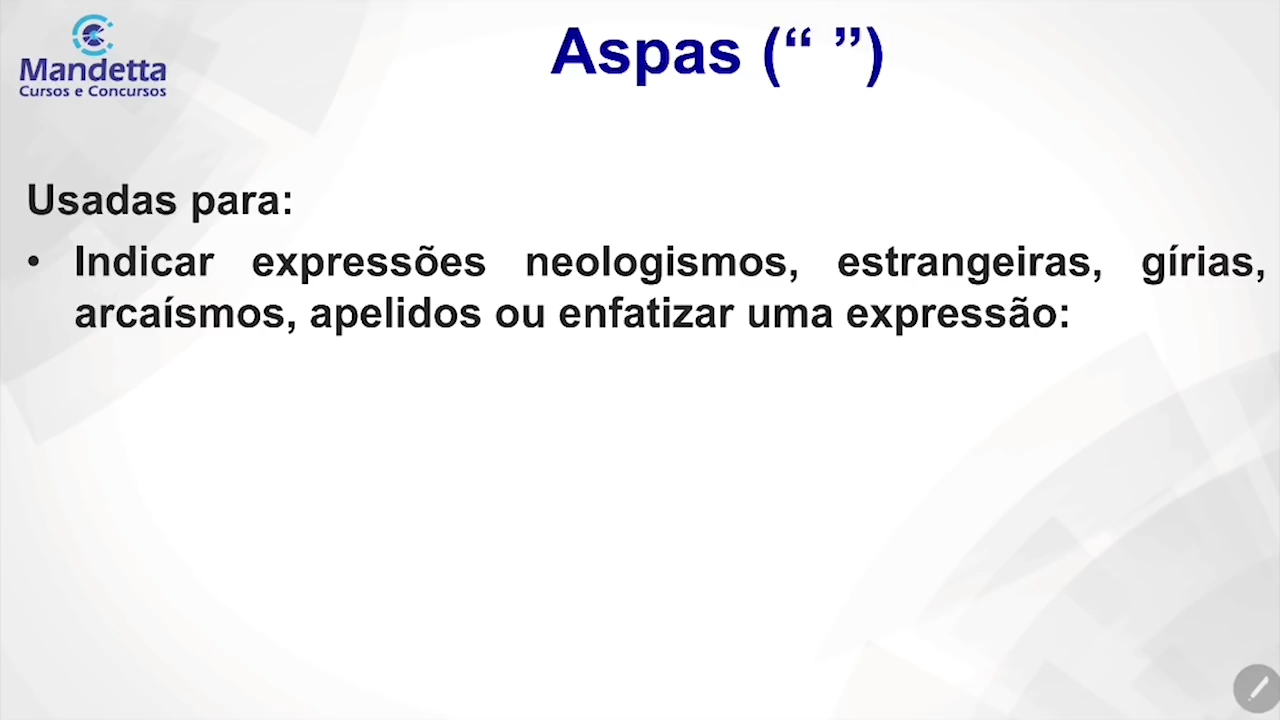 Mandetta
Cursos e Concursos
Aspas (“ ”)
Usadas para:
• Indicar expressões neologismos, estrangeiras, gírias,
arcaísmos, apelidos ou enfatizar uma expressão: